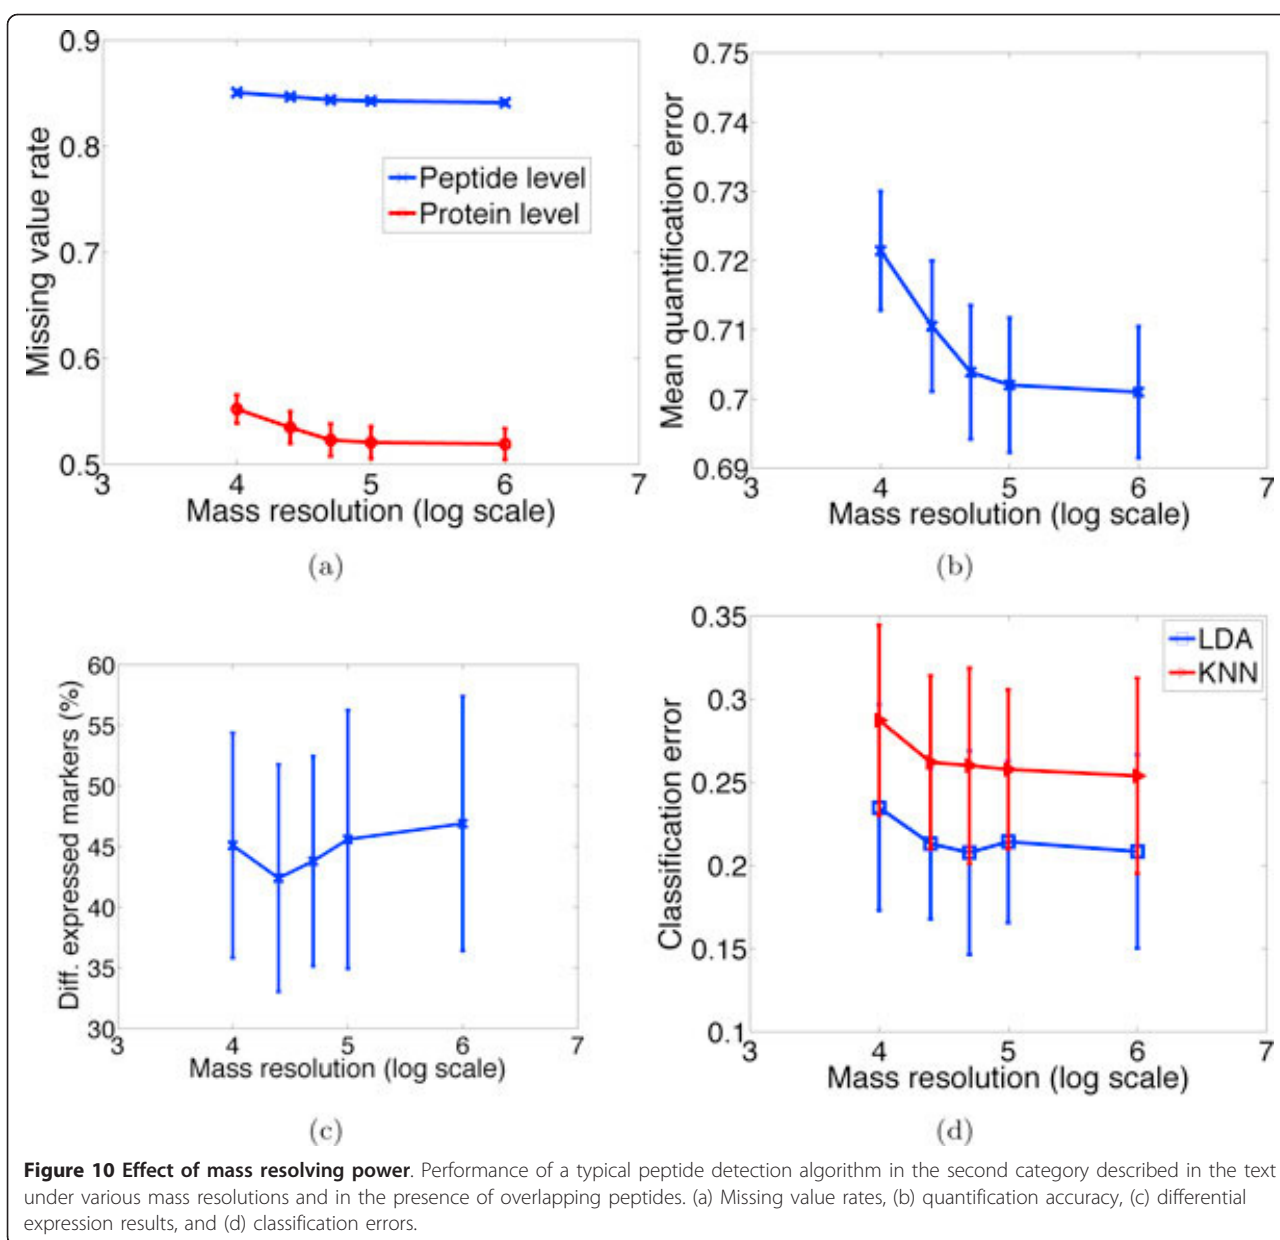 0.9
0.8
0.7
0.6
0.5
3 4 5 6 7
Missing value rate
Mass resolution (log scale)
Peptide level
Protein level
(a)
0.75
0.74
0.73
0.72
0.71
0.7
0.69
3 4 5 6 7
Mean quantification error
Mass resolution (log scale)
(b)
60
55
50
45
40
35
30
3 4 5 6 7
Diff. expressed markers (%)
Mass resolution (log scale)
(c)
0.35
0.3
0.25
0.2
0.15
0.1
3 4 5 6 7
Classification error
Mass resolution (log scale)
LDA
KNN
(d)
Figure 10 Effect of mass resolving power. Performance of a typical peptide detection algorithm in the second category described in the text
under various mass resolutions and in the presence of overlapping peptides. (a) Missing value rates, (b) quantification accuracy, (c) differential
expression results, and (d) classification errors.